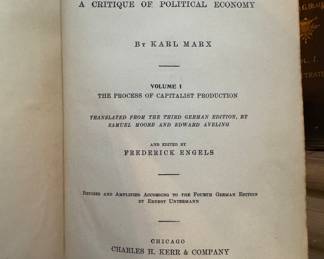 A CRITIQUE OF POLITICAL ECONOMY
BY KARL MARX
VOLUME I
THE PROCESS OF CAPITALIST PRODUCTION
TRANSLATED FROM THE THIRD GERMAN EDITION, BY
SAMUEL MOORE AND EDWARD AVELING
AND EDITED BY
FREDERICK ENGELS
REVISED AND AMPLIFIED ACCORDING TO THE FOURTH GERMAN EDITION
BY ERNEST UNTERMANN
CHICAGO
CHARLES H. KERR & COMPANY